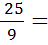 25/9 =